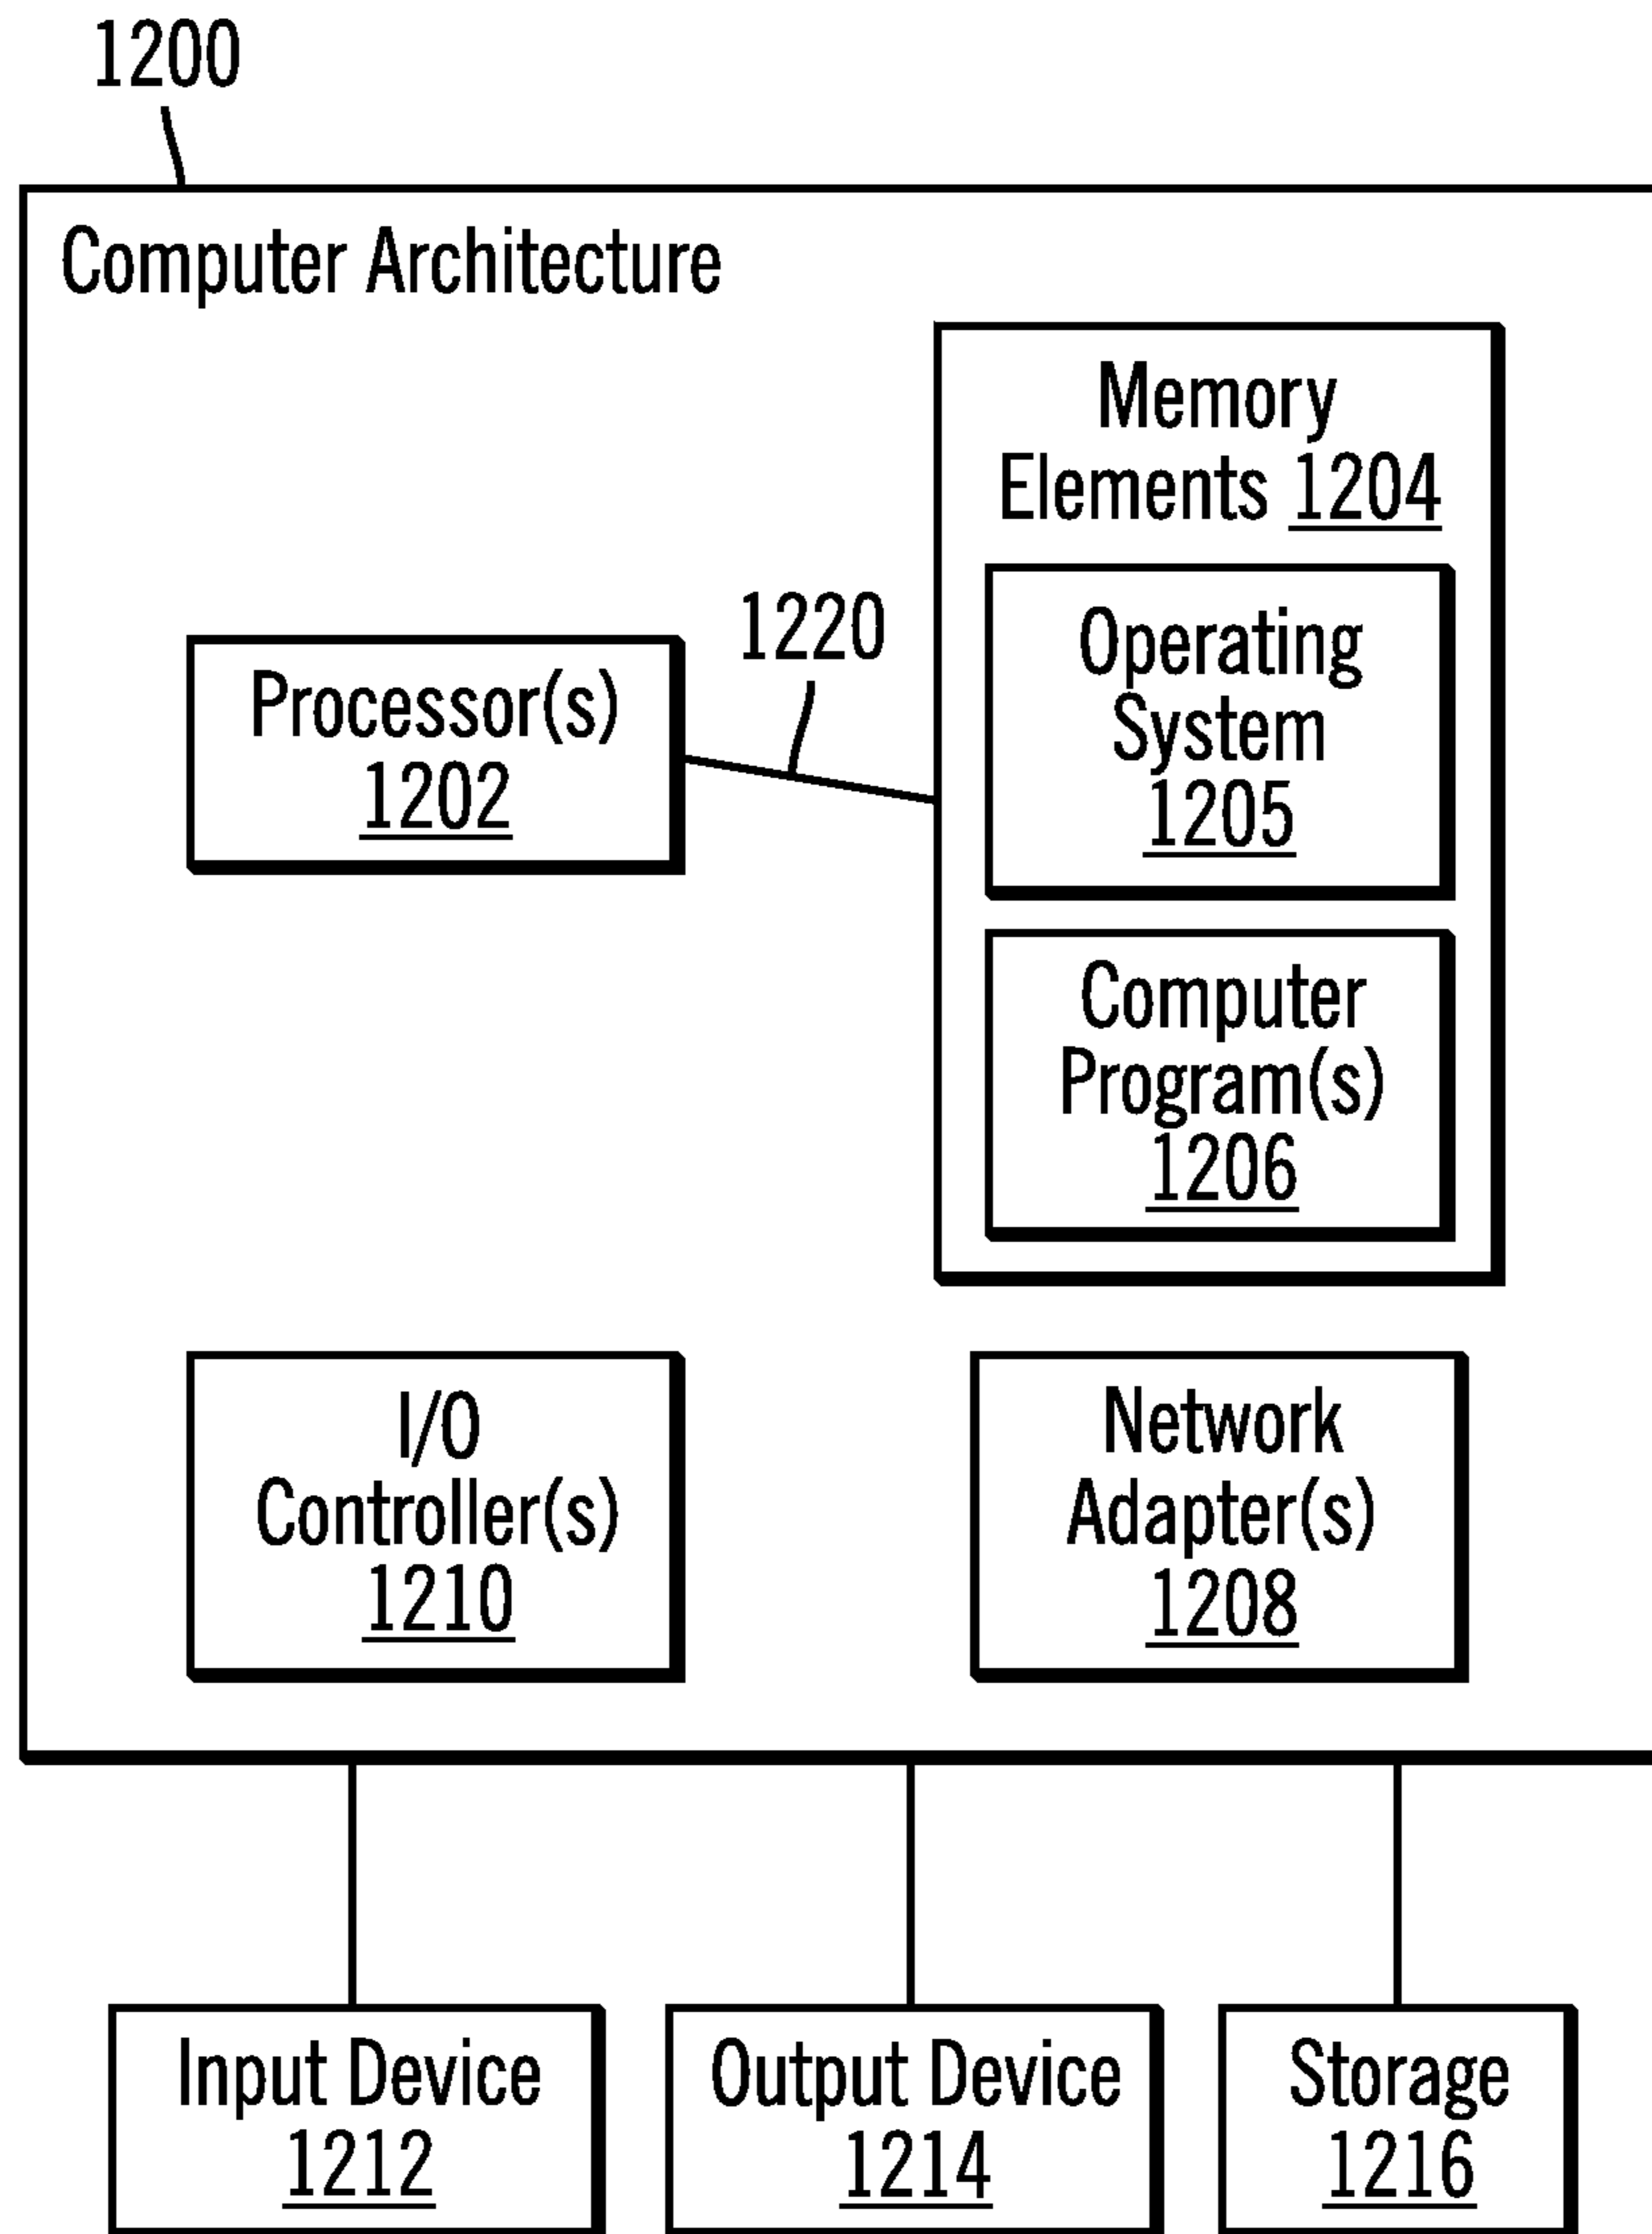 1200
Computer Architecture
Memory
Elements 1204
Operating
System
1205
1220
Processor(s)
1202
Computer
Program(s)
1206
I/O
Controller(s)
1210
Network
Adapter(s)
1208
Input Device
1212
Output Device
1214
Storage
1216